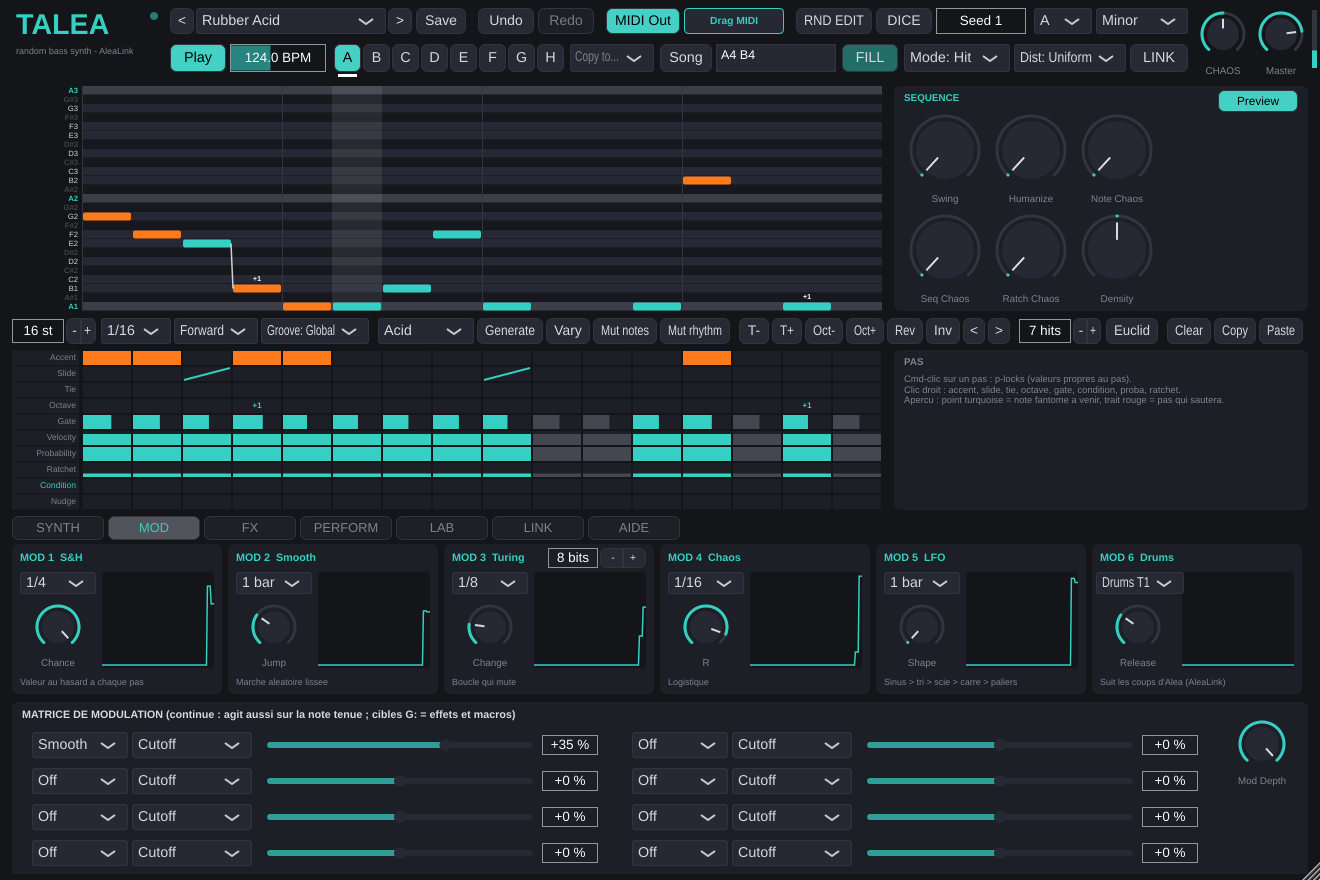 TALEA
random bass synth - AleaLink
< Rubber Acid > Save Undo Redo MIDI Out Drag MIDI RND EDIT DICE Seed 1 A Minor
Play 124.0 BPM A B C D E F G H Copy to... Song A4 B4 FILL Mode: Hit Dist: Uniform LINK
CHAOS Master
A3
G#3
G3
F#3
F3
E3
D#3
D3
C#3
C3
B2
A#2
A2
G#2
G2
F#2
F2
E2
D#2
D2
C#2
C2
B1
A#1
A1
+1
+1
SEQUENCE
Preview
Swing Humanize Note Chaos
Seq Chaos Ratch Chaos Density
16 st - + 1/16 Forward Groove: Global Acid Generate Vary Mut notes Mut rhythm T- T+ Oct- Oct+ Rev Inv < > 7 hits - + Euclid Clear Copy Paste
Accent
Slide
Tie
Octave +1 +1
Gate
Velocity
Probability
Ratchet
Condition
Nudge
PAS
Cmd-clic sur un pas : p-locks (valeurs propres au pas).
Clic droit : accent, slide, tie, octave, gate, condition, proba, ratchet.
Apercu : point turquoise = note fantome a venir, trait rouge = pas qui sautera.
SYNTH MOD FX PERFORM LAB LINK AIDE
MOD 1 S&H
1/4
Chance
Valeur au hasard a chaque pas
MOD 2 Smooth
1 bar
Jump
Marche aleatoire lissee
MOD 3 Turing 8 bits - +
1/8
Change
Boucle qui mute
MOD 4 Chaos
1/16
R
Logistique
MOD 5 LFO
1 bar
Shape
Sinus > tri > scie > carre > paliers
MOD 6 Drums
Drums T1
Release
Suit les coups d'Alea (AleaLink)
MATRICE DE MODULATION (continue : agit aussi sur la note tenue ; cibles G: = effets et macros)
Smooth Cutoff +35 % Off Cutoff +0 %
Off Cutoff +0 % Off Cutoff +0 %
Off Cutoff +0 % Off Cutoff +0 %
Off Cutoff +0 % Off Cutoff +0 %
Mod Depth